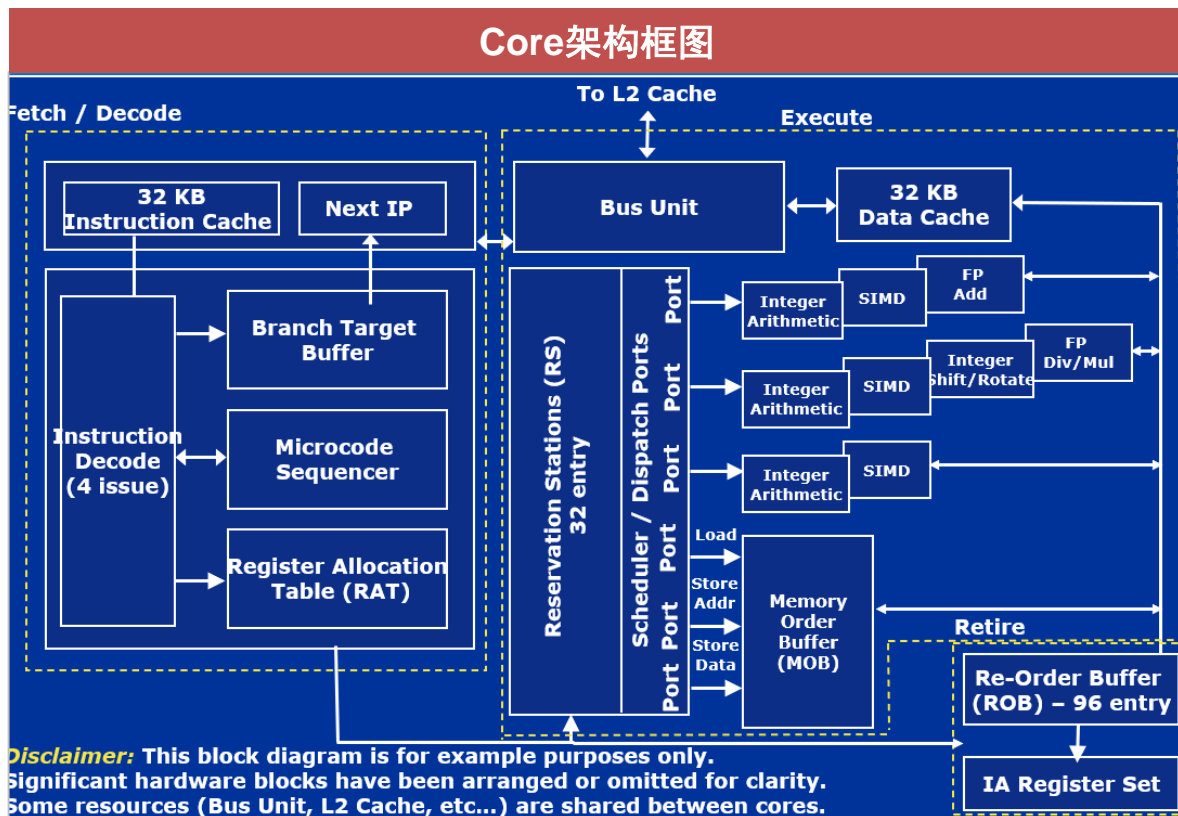 Core架构框图
To L2 Cache
Fetch / Decode
Execute
32 KB
Instruction Cache
Next IP
Bus Unit
32 KB
Data Cache
Instruction
Decode
(4 issue)
Branch Target
Buffer
Microcode
Sequencer
Register Allocation
Table (RAT)
Reservation Stations (RS)
32 entry
Scheduler / Dispatch Ports
Port
Port
Port
Port
Port
Port
Integer
Arithmetic
SIMD
FP
Add
Integer
Arithmetic
SIMD
Integer
Shift/Rotate
FP
Div/Mul
Integer
Arithmetic
SIMD
Load
Store
Addr
Store
Data
Memory
Order
Buffer
(MOB)
Retire
Re-Order Buffer
(ROB) – 96 entry
IA Register Set
Disclaimer: This block diagram is for example purposes only.
Significant hardware blocks have been arranged or omitted for clarity.
Some resources (Bus Unit, L2 Cache, etc...) are shared between cores.